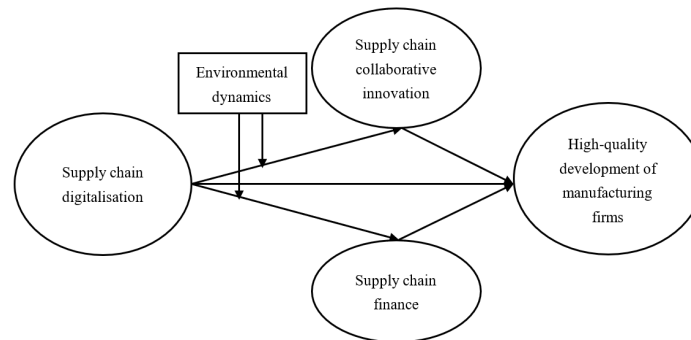 Supply chain
collaborative
innovation
Environmental
dynamics
Supply chain
digitalisation
High-quality
development of
manufacturing
firms
Supply chain
finance